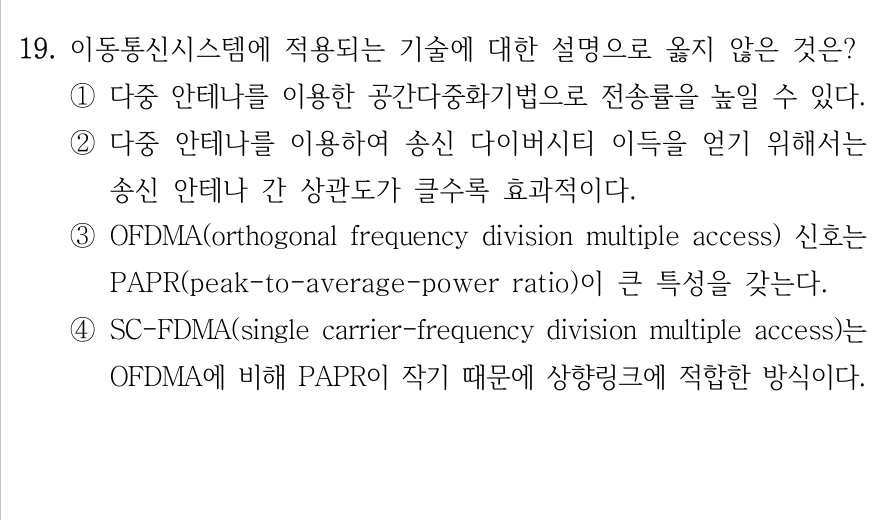 19. 이동통신시스템에 적용되는 기술에 대한 설명으로 옳지 않은 것은?
① 다중 안테나를 이용한 공간다중화기법으로 전송률을 높일 수 있다.
② 다중 안테나를 이용하여 송신 다이버시티 이득을 얻기 위해서는
송신 안테나 간 상관도가 클수록 효과적이다.
③ OFDMA(orthogonal frequency division multiple access) 신호는
PAPR(peak-to-average-power ratio)이 큰 특성을 갖는다.
④ SC-FDMA(single carrier-frequency division multiple access)는
OFDMA에 비해 PAPR이 작기 때문에 상향링크에 적합한 방식이다.